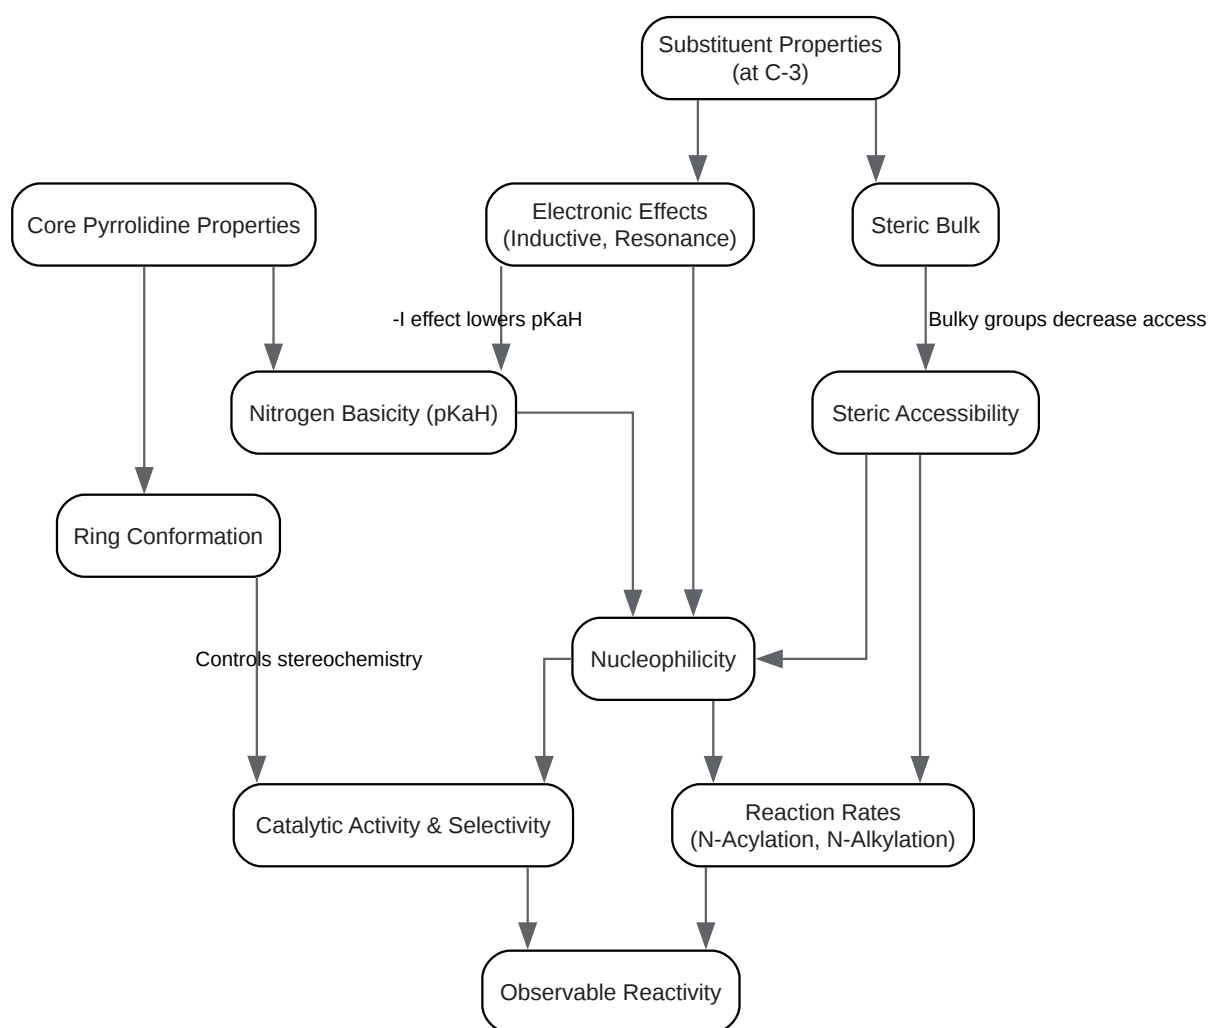 Substituent Properties
(at C-3)
Core Pyrrolidine Properties
Electronic Effects
(Inductive, Resonance)
Steric Bulk
-I effect lowers pKaH
Bulky groups decrease access
Nitrogen Basicity (pKaH)
Steric Accessibility
Ring Conformation
Controls stereochemistry
Nucleophilicity
Catalytic Activity & Selectivity
Reaction Rates
(N-Acylation, N-Alkylation)
Observable Reactivity